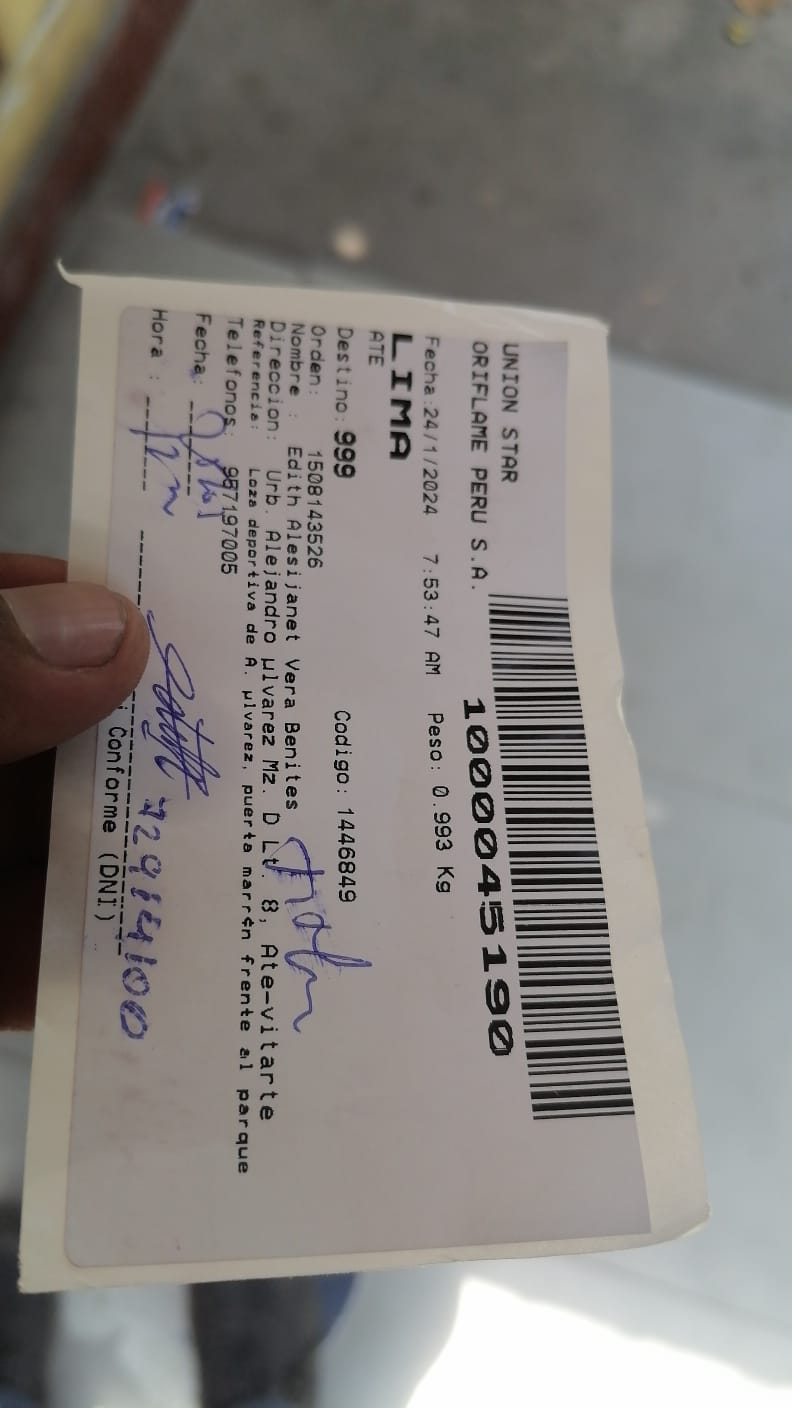 UNION STAR
ORIFLAME PERU S.A. 10000045190
Fecha:24/1/2024 7:53:47 AM Peso: 0.993 Kg
LIMA
ATE
Destino: 999 Codigo: 1446849
Orden: 1508143526
Nombre : Edith Alesijanet Vera Benites
Direccion: Urb. Alejandro µlvarez Mz. D Lt. 8, Ate-vitarte
Referencia: Loza deportiva de A. µlvarez, puerta marr¢n frente al parque
Telefonos: 987197005
Fecha:
Hora :
Conforme (DNI)